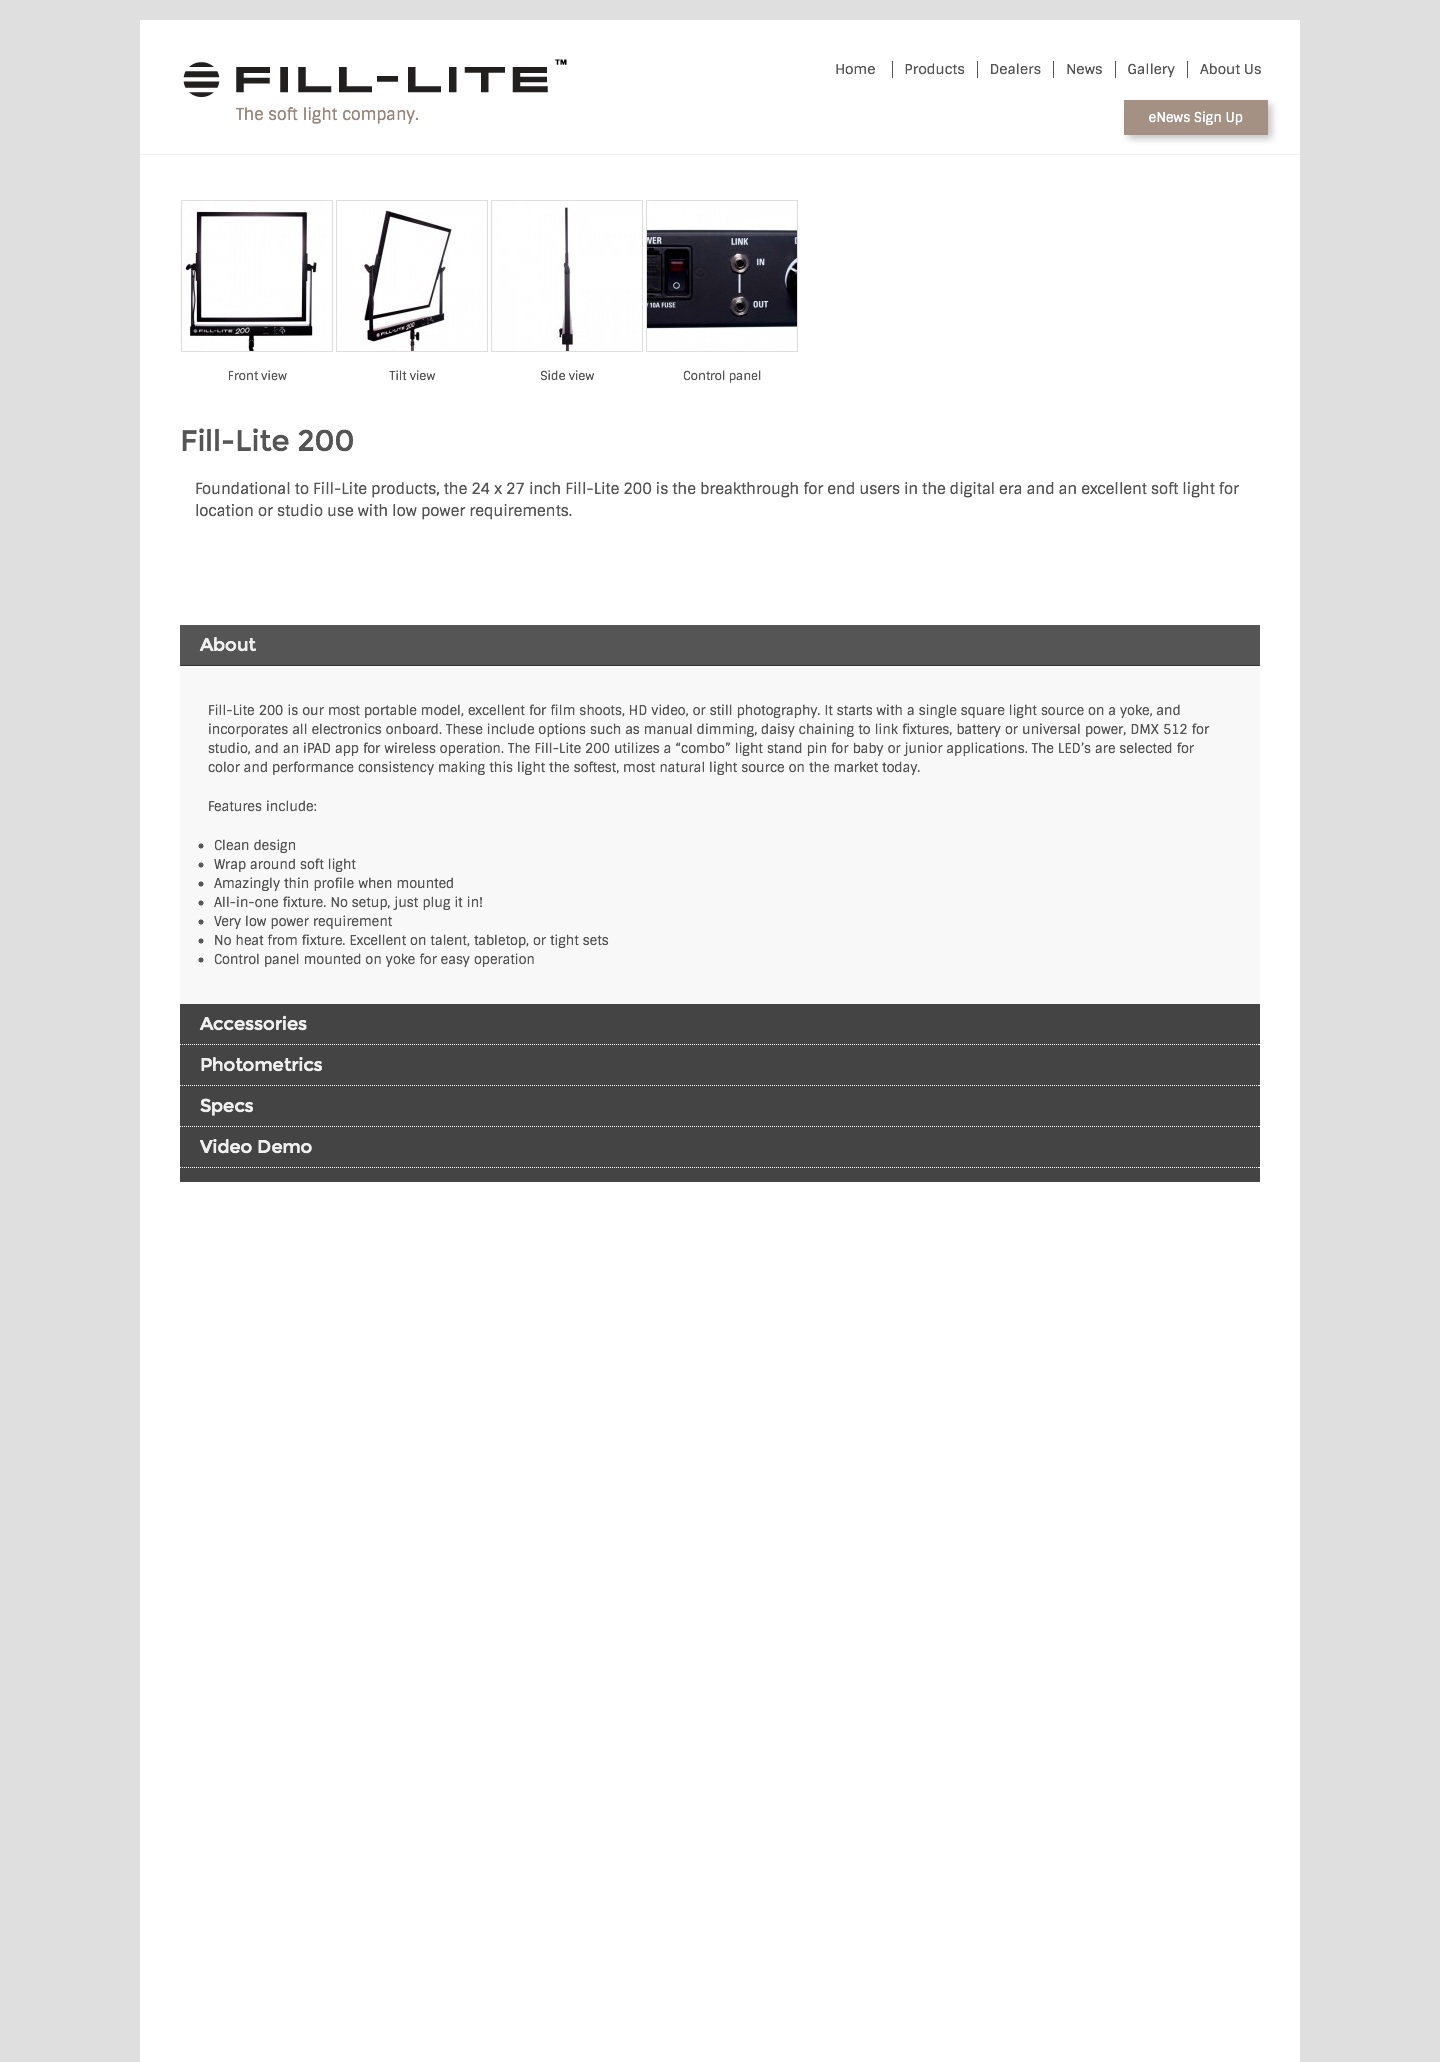 FILL-LITE™
The soft light company.
Home
Products
Dealers
News
Gallery
About Us
eNews Sign Up
FILL-LITE 200
FILL-LITE 200
WER
LINK
IN
OUT
10A FUSE
Front view
Tilt view
Side view
Control panel
Fill-Lite 200
Foundational to Fill-Lite products, the 24 x 27 inch Fill-Lite 200 is the breakthrough for end users in the digital era and an excellent soft light for
location or studio use with low power requirements.
About
Fill-Lite 200 is our most portable model, excellent for film shoots, HD video, or still photography. It starts with a single square light source on a yoke, and
incorporates all electronics onboard. These include options such as manual dimming, daisy chaining to link fixtures, battery or universal power, DMX 512 for
studio, and an iPAD app for wireless operation. The Fill-Lite 200 utilizes a “combo” light stand pin for baby or junior applications. The LED’s are selected for
color and performance consistency making this light the softest, most natural light source on the market today.
Features include:
• Clean design
• Wrap around soft light
• Amazingly thin profile when mounted
• All-in-one fixture. No setup, just plug it in!
• Very low power requirement
• No heat from fixture. Excellent on talent, tabletop, or tight sets
• Control panel mounted on yoke for easy operation
Accessories
Photometrics
Specs
Video Demo